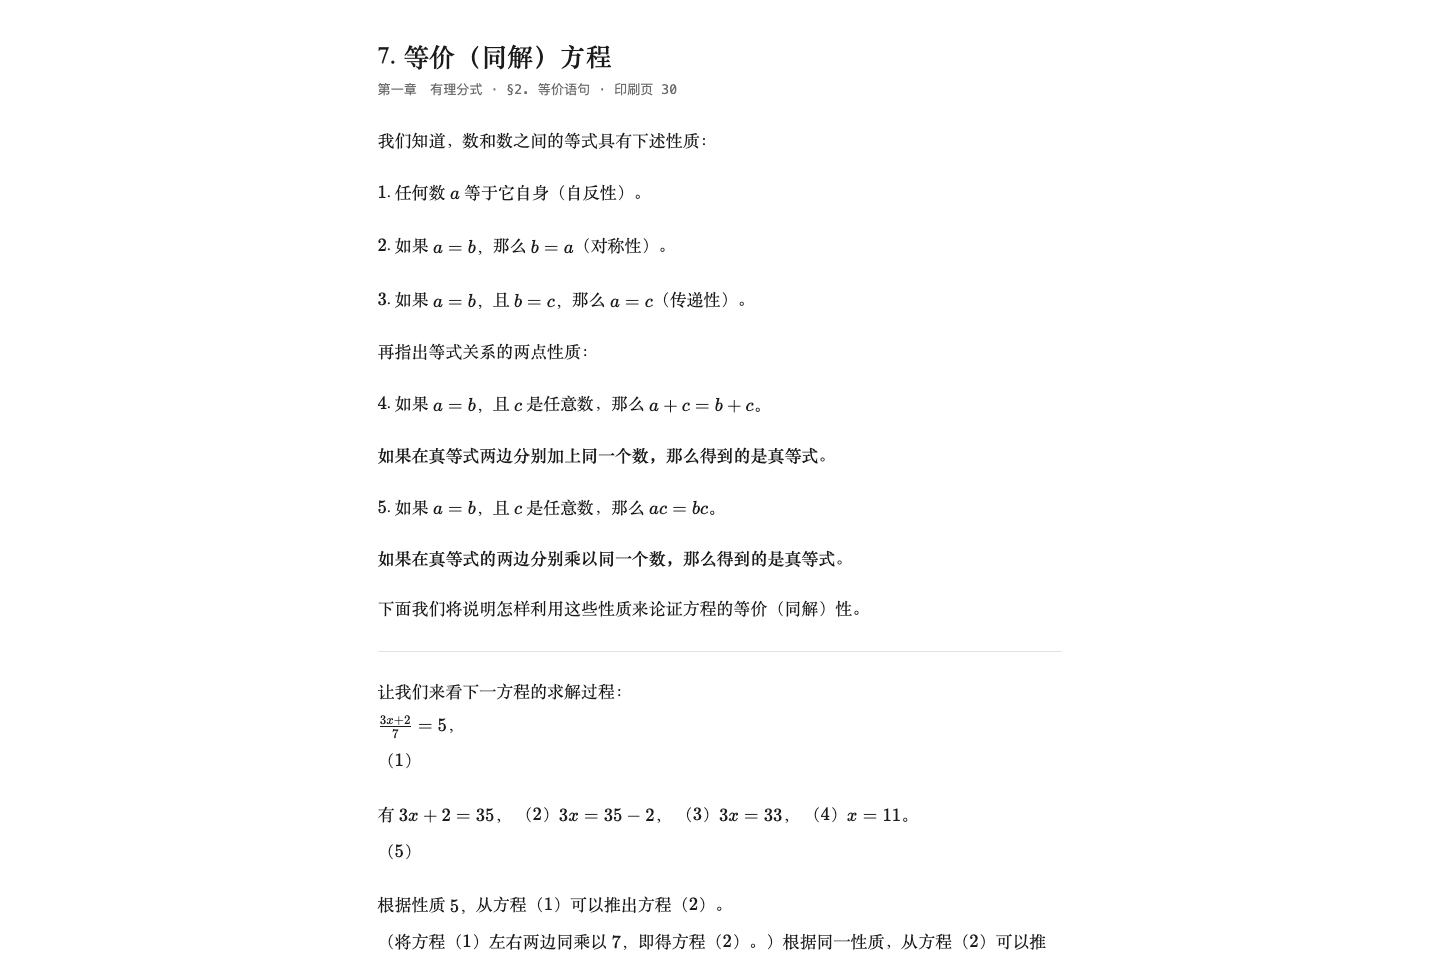 7. 等价（同解）方程
第一章　有理分式 · §2. 等价语句 · 印刷页 30
我们知道，数和数之间的等式具有下述性质：
1. 任何数 a 等于它自身（自反性）。
2. 如果 a = b，那么 b = a（对称性）。
3. 如果 a = b，且 b = c，那么 a = c（传递性）。
再指出等式关系的两点性质：
4. 如果 a = b，且 c 是任意数，那么 a + c = b + c。
如果在真等式两边分别加上同一个数，那么得到的是真等式。
5. 如果 a = b，且 c 是任意数，那么 ac = bc。
如果在真等式的两边分别乘以同一个数，那么得到的是真等式。
下面我们将说明怎样利用这些性质来论证方程的等价（同解）性。
让我们来看下一方程的求解过程：
\frac{3x+2}{7} = 5，
（1）
有 3x + 2 = 35， （2）3x = 35 − 2， （3）3x = 33， （4）x = 11。
（5）
根据性质 5，从方程（1）可以推出方程（2）。
（将方程（1）左右两边同乘以 7，即得方程（2）。）根据同一性质，从方程（2）可以推